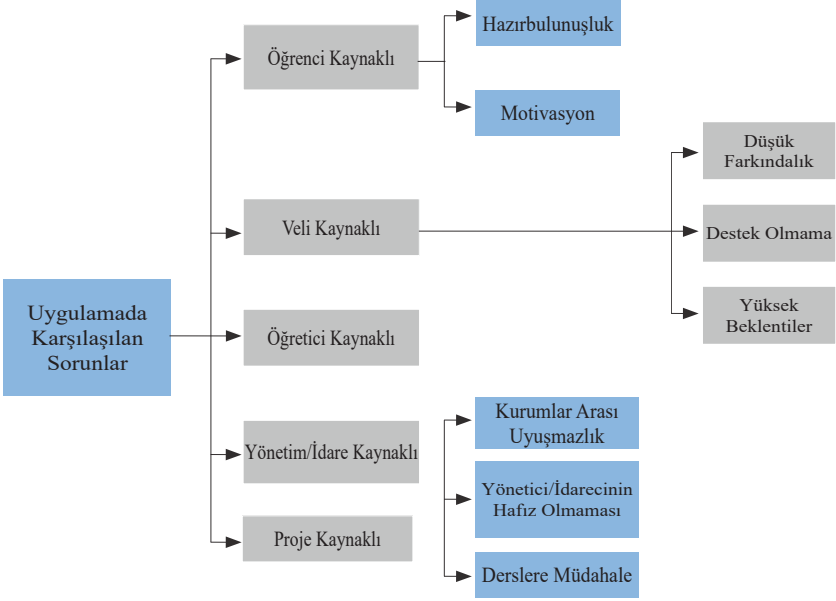 Uygulamada
Karşılaşılan
Sorunlar
Öğrenci Kaynaklı
Hazırbulunuşluk
Motivasyon
Veli Kaynaklı
Düşük
Farkındalık
Destek Olmama
Yüksek
Beklentiler
Öğretici Kaynaklı
Yönetim/İdare Kaynaklı
Kurumlar Arası
Uyuşmazlık
Yönetici/İdarecinin
Hafız Olmaması
Derslere Müdahale
Proje Kaynaklı